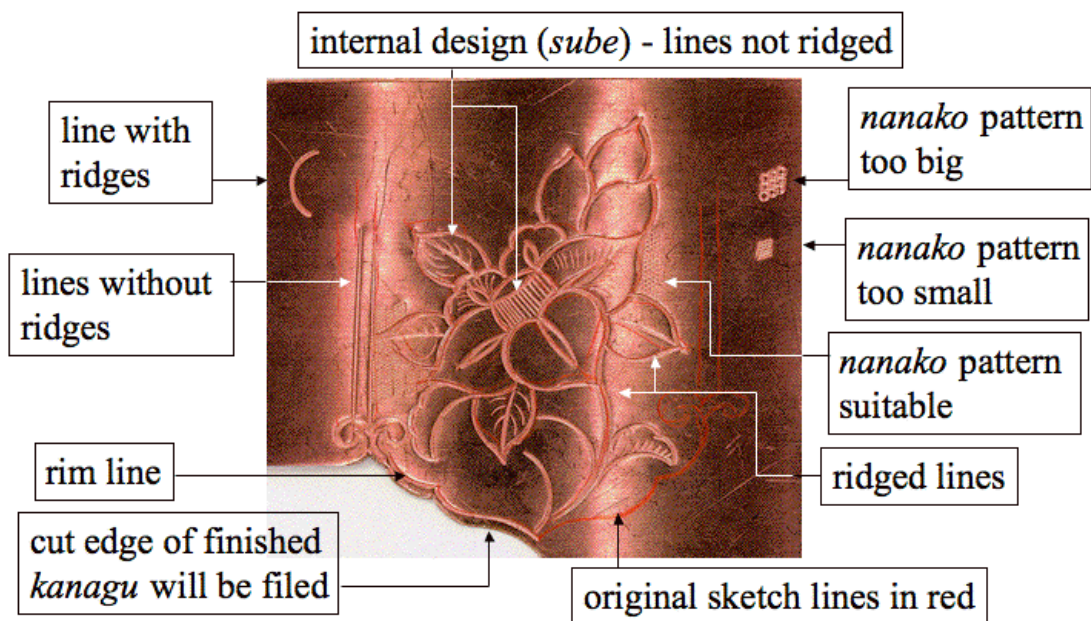 internal design (sube) - lines not ridged
line with
ridges
nanako pattern
too big
lines without
ridges
nanako pattern
too small
nanako pattern
suitable
rim line
ridged lines
cut edge of finished
kanagu will be filed
original sketch lines in red